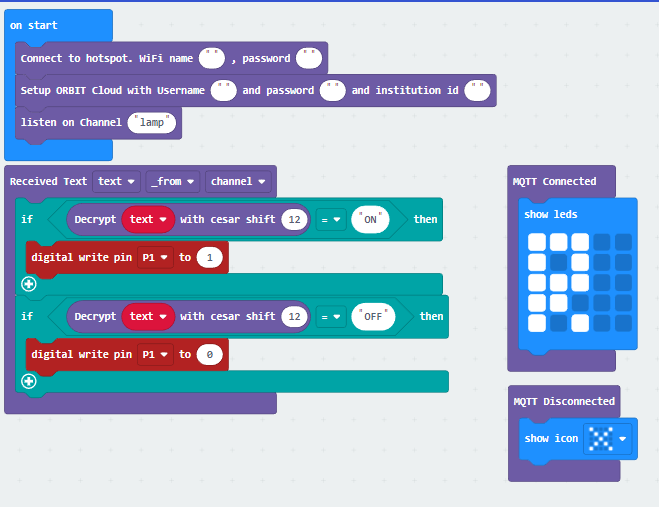 on start
Connect to hotspot. WiFi name " " , password " "
Setup ORBIT Cloud with Username " " and password " " and institution id " "
listen on Channel "lamp"
Received Text text _from channel
if Decrypt text with cesar shift 12 = "ON" then
digital write pin P1 to 1
if Decrypt text with cesar shift 12 = "OFF" then
digital write pin P1 to 0
MQTT Connected
show leds
MQTT Disconnected
show icon